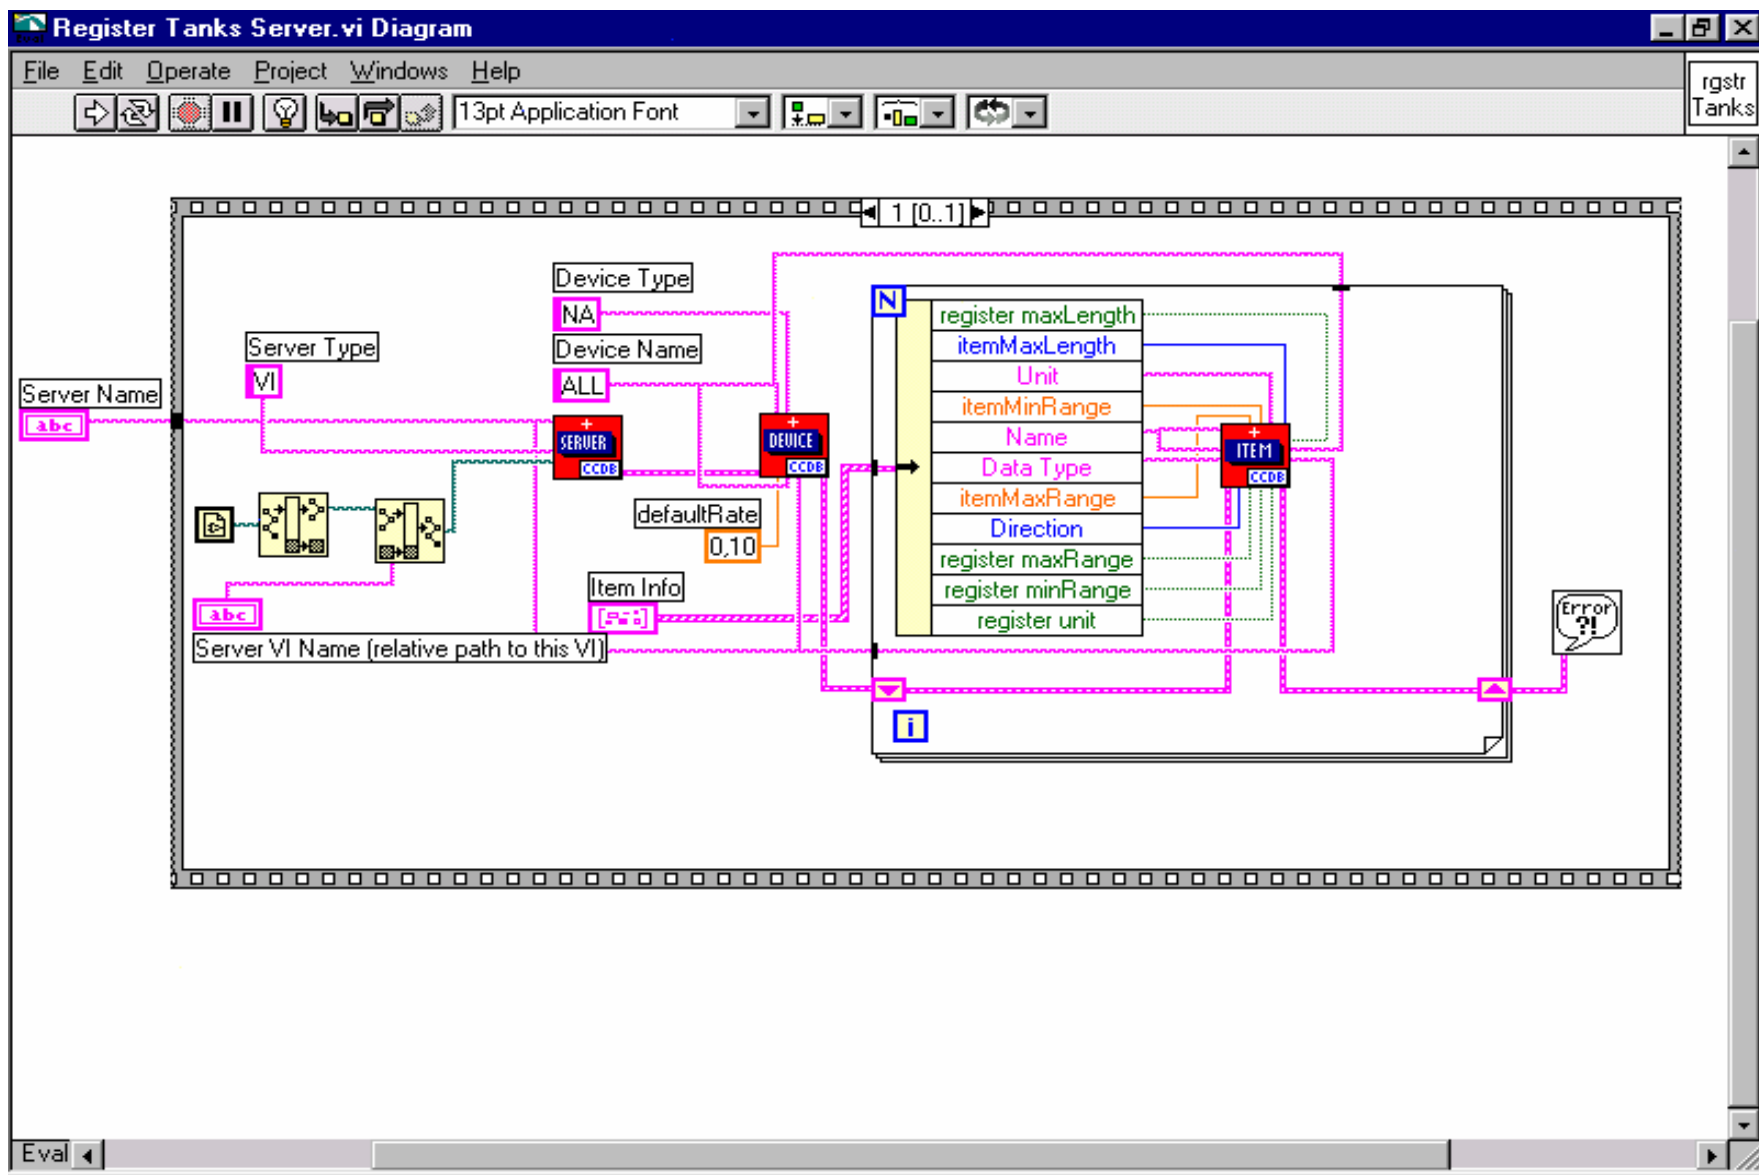 Register Tanks Server.vi Diagram
File Edit Operate Project Windows Help
13pt Application Font
rgstr
Tanks
1 [0..1]
Device Type
NA
Device Name
ALL
Server Type
VI
Server Name
abc
SERVER
CCDB
DEVICE
CCDB
defaultRate
0,10
Item Info
abc
Server VI Name (relative path to this VI)
N
register maxLength
itemMaxLength
Unit
itemMinRange
Name
Data Type
itemMaxRange
Direction
register maxRange
register minRange
register unit
ITEM
CCDB
i
Error
?!
Eval